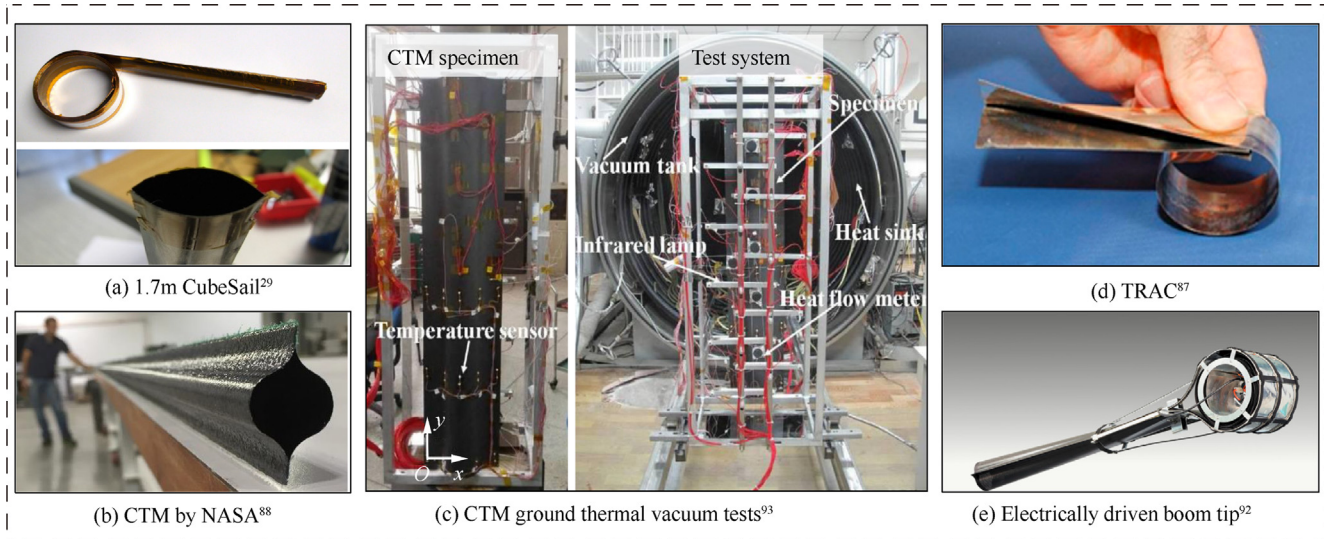 (a) 1.7m CubeSail29
(b) CTM by NASA88
CTM specimen
Temperature sensor
y
O
x
Test system
Specimen
Vacuum tank
Heat sink
Infrared lamp
Heat flow meter
(c) CTM ground thermal vacuum tests93
(d) TRAC87
(e) Electrically driven boom tip92